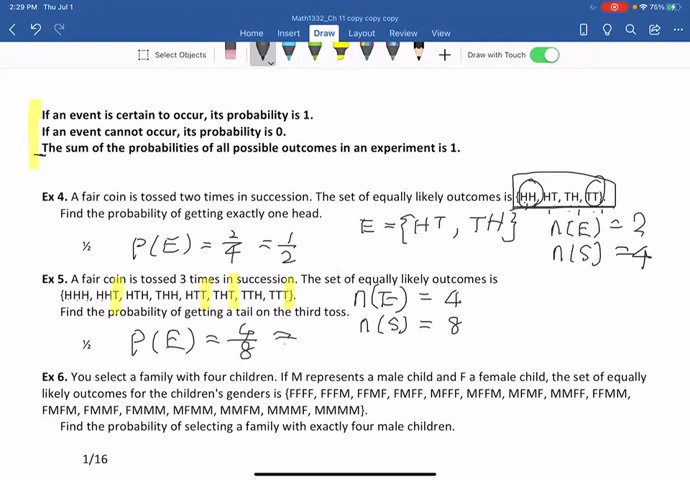 2:29 PM Thu Jul 1
75%
Math1332_Ch 11 copy copy copy
Home Insert Draw Layout Review View
Select Objects
Draw with Touch
If an event is certain to occur, its probability is 1.
If an event cannot occur, its probability is 0.
The sum of the probabilities of all possible outcomes in an experiment is 1.
Ex 4. A fair coin is tossed two times in succession. The set of equally likely outcomes is {HH, HT, TH, TT}.
Find the probability of getting exactly one head.
E = {HT, TH}
n(E) = 2
n(S) = 4
½
P(E) = 2/4 = 1/2
Ex 5. A fair coin is tossed 3 times in succession. The set of equally likely outcomes is
{HHH, HHT, HTH, THH, HTT, THT, TTH, TTT}.
n(E) = 4
Find the probability of getting a tail on the third toss.
n(S) = 8
½
P(E) = 4/8 =
Ex 6. You select a family with four children. If M represents a male child and F a female child, the set of equally
likely outcomes for the children's genders is {FFFF, FFFM, FFMF, FMFF, MFFF, MFFM, MFMF, MMFF, FFMM,
FMFM, FMMF, FMMM, MFMM, MMFM, MMMF, MMMM}.
Find the probability of selecting a family with exactly four male children.
1/16